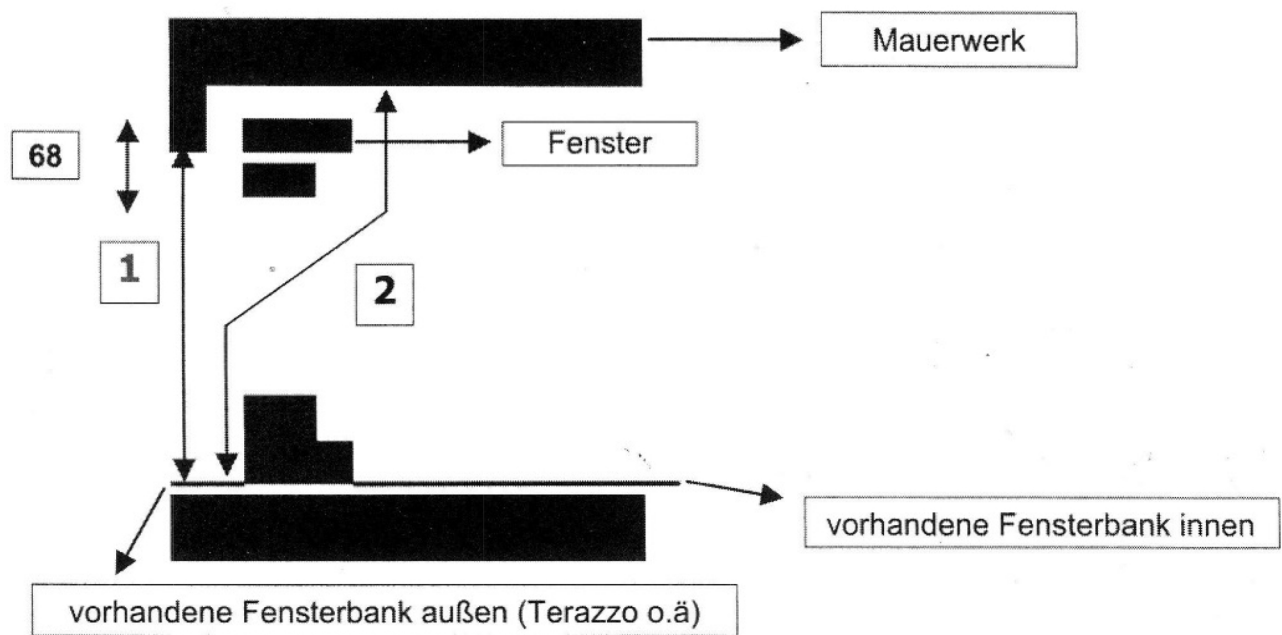 Mauerwerk
68
Fenster
1
2
vorhandene Fensterbank innen
vorhandene Fensterbank außen (Terazzo o.ä)